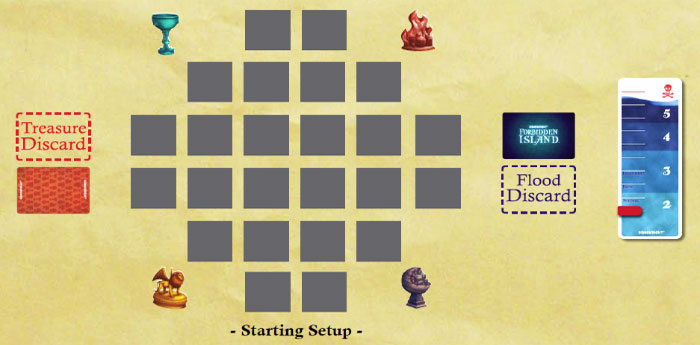 Treasure
Discard
FORBIDDEN
ISLAND
Flood
Discard
5
4
3
2
- Starting Setup -